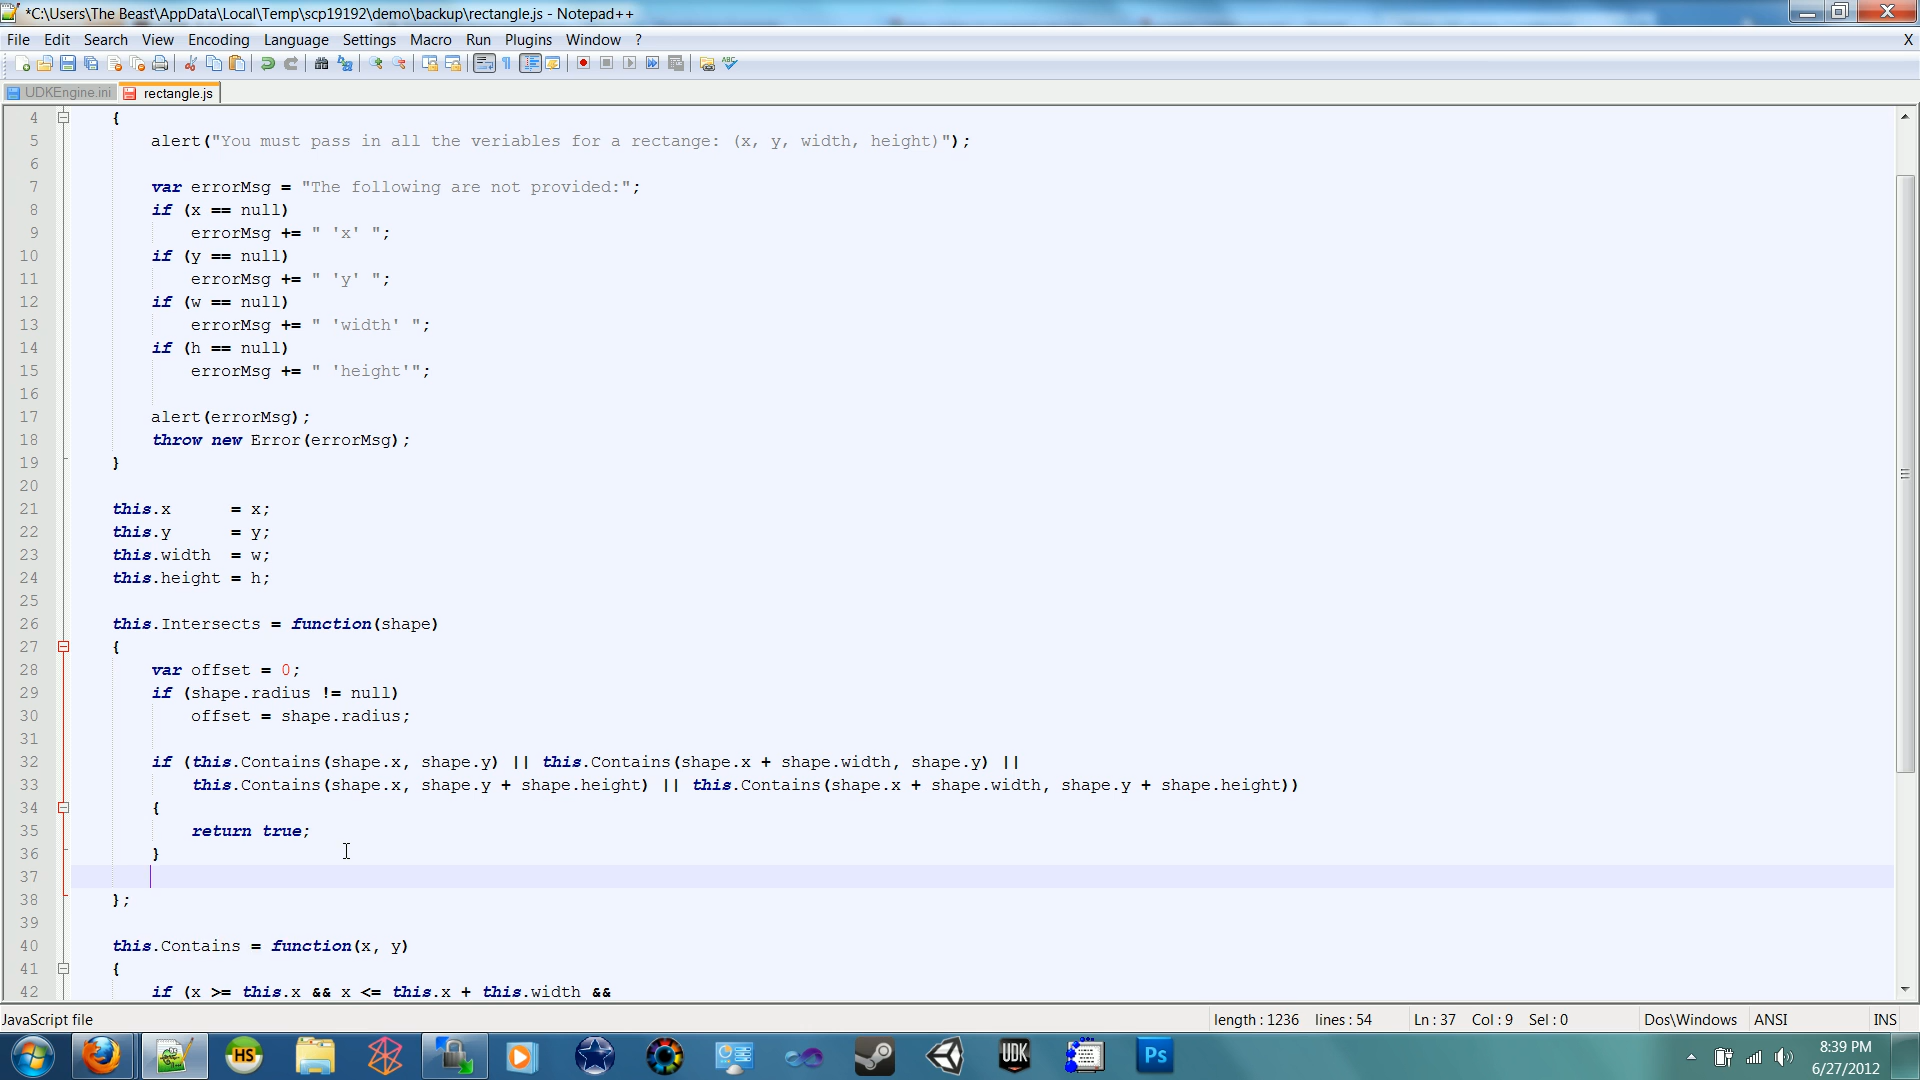 *C:\Users\The Beast\AppData\Local\Temp\scp19192\demo\backup\rectangle.js - Notepad++
File Edit Search View Encoding Language Settings Macro Run Plugins Window ? X
UDKEngine.ini rectangle.js
4 {
5 alert("You must pass in all the veriables for a rectange: (x, y, width, height)");
6
7 var errorMsg = "The following are not provided:";
8 if (x == null)
9 errorMsg += " 'x' ";
10 if (y == null)
11 errorMsg += " 'y' ";
12 if (w == null)
13 errorMsg += " 'width' ";
14 if (h == null)
15 errorMsg += " 'height'";
16
17 alert(errorMsg);
18 throw new Error(errorMsg);
19 }
20
21 this.x = x;
22 this.y = y;
23 this.width = w;
24 this.height = h;
25
26 this.Intersects = function(shape)
27 {
28 var offset = 0;
29 if (shape.radius != null)
30 offset = shape.radius;
31
32 if (this.Contains(shape.x, shape.y) || this.Contains(shape.x + shape.width, shape.y) ||
33 this.Contains(shape.x, shape.y + shape.height) || this.Contains(shape.x + shape.width, shape.y + shape.height))
34 {
35 return true;
36 }
37
38 };
39
40 this.Contains = function(x, y)
41 {
42 if (x >= this.x && x <= this.x + this.width &&
JavaScript file length : 1236 lines : 54 Ln : 37 Col : 9 Sel : 0 Dos\Windows ANSI INS
HS UDK Ps
8:39 PM
6/27/2012